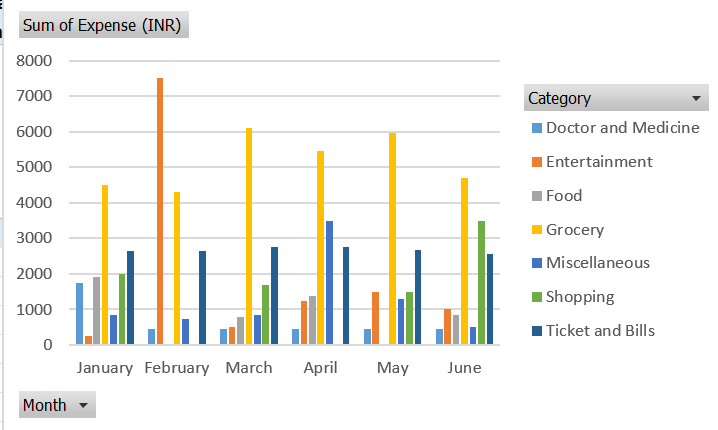 Sum of Expense (INR)
8000
7000
6000
5000
4000
3000
2000
1000
0
January February March April May June
Category
Doctor and Medicine
Entertainment
Food
Grocery
Miscellaneous
Shopping
Ticket and Bills
Month